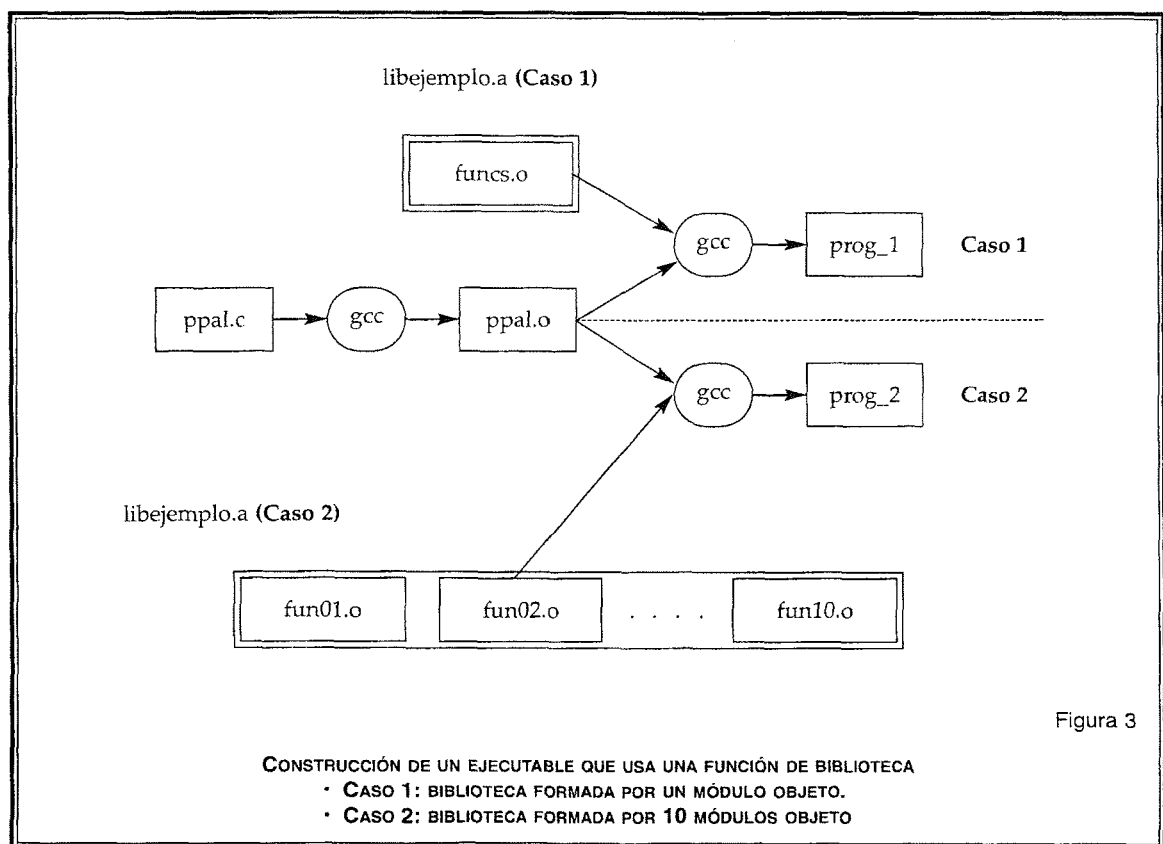 libejemplo.a (Caso 1)
funcs.o
gcc
prog_1
Caso 1
ppal.c
gcc
ppal.o
gcc
prog_2
Caso 2
libejemplo.a (Caso 2)
fun01.o
fun02.o
. . . .
fun10.o
Figura 3
CONSTRUCCIÓN DE UN EJECUTABLE QUE USA UNA FUNCIÓN DE BIBLIOTECA
· CASO 1: BIBLIOTECA FORMADA POR UN MÓDULO OBJETO.
· CASO 2: BIBLIOTECA FORMADA POR 10 MÓDULOS OBJETO